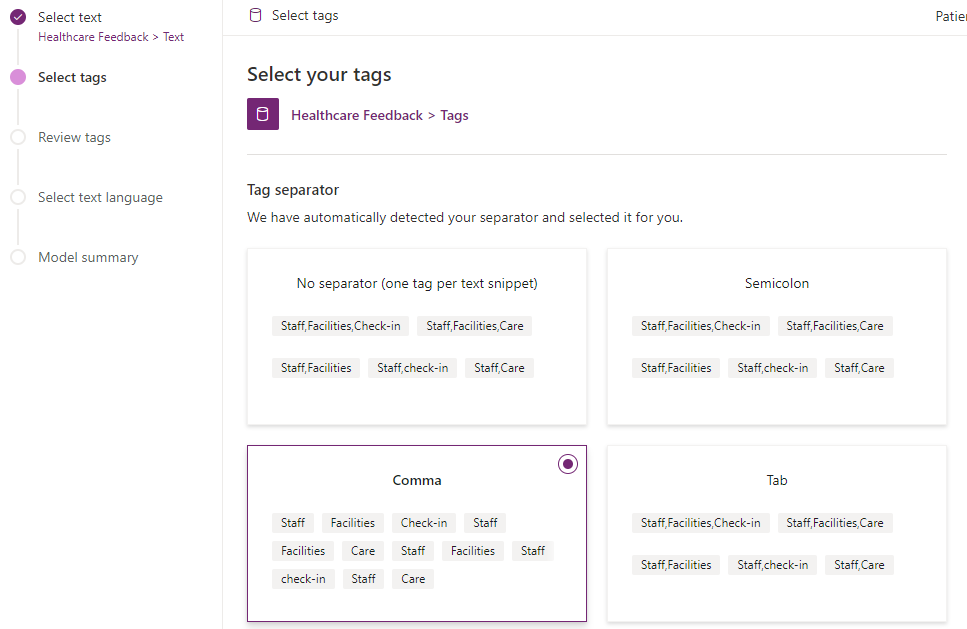 Select text
Healthcare Feedback > Text
Select tags
Review tags
Select text language
Model summary
Select tags
Select your tags
Healthcare Feedback > Tags
Tag separator
We have automatically detected your separator and selected it for you.
No separator (one tag per text snippet)
Staff,Facilities,Check-in Staff,Facilities,Care
Staff,Facilities Staff,check-in Staff,Care
Semicolon
Staff,Facilities,Check-in Staff,Facilities,Care
Staff,Facilities Staff,check-in Staff,Care
Comma
Staff Facilities Check-in Staff
Facilities Care Staff Facilities Staff
check-in Staff Care
Tab
Staff,Facilities,Check-in Staff,Facilities,Care
Staff,Facilities Staff,check-in Staff,Care